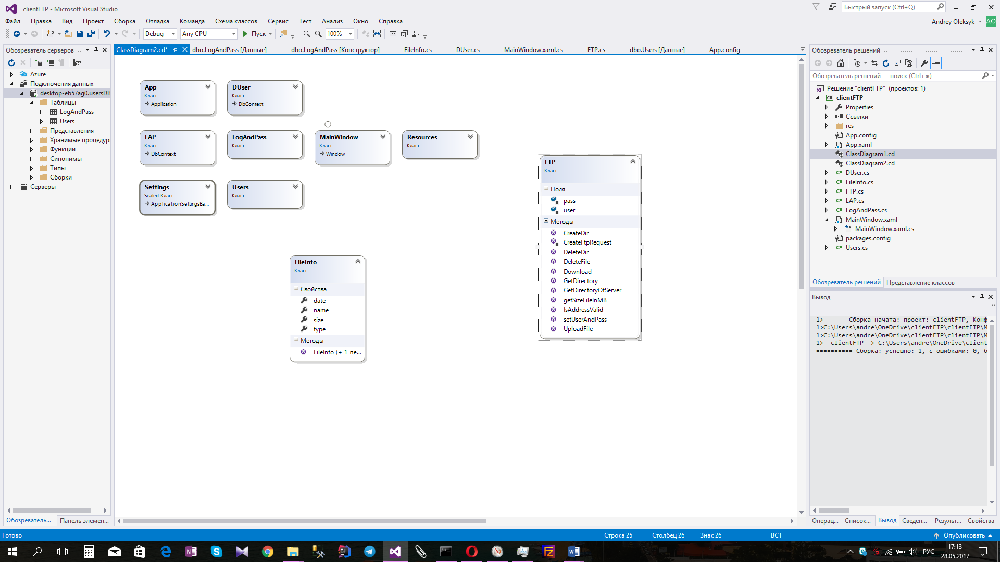 clientFTP - Microsoft Visual Studio
Быстрый запуск (Ctrl+Q)
Файл Правка Вид Проект Сборка Отладка Команда Схема классов Сервис Тест Анализ Окно Справка
Andrey Oleksyk AO
Debug Any CPU Пуск 100%
Обозреватель серверов
Azure
Подключения данных
desktop-eb57ag0.usersDB
Таблицы
LogAndPass
Users
Представления
Хранимые процедур
Функции
Синонимы
Типы
Сборки
Серверы
Обозреватель... Панель элемен...
ClassDiagram2.cd* dbo.LogAndPass [Данные] dbo.LogAndPass [Конструктор] FileInfo.cs DUser.cs MainWindow.xaml.cs FTP.cs dbo.Users [Данные] App.config
App
Класс
Application
DUser
Класс
DbContext
LAP
Класс
DbContext
LogAndPass
Класс
MainWindow
Класс
Window
Resources
Класс
Settings
Sealed Класс
ApplicationSettingsBa...
Users
Класс
FileInfo
Класс
Свойства
date
name
size
type
Методы
FileInfo (+ 1 пе...
FTP
Класс
Поля
pass
user
Методы
CreateDir
CreateFtpRequest
DeleteDir
DeleteFile
Download
GetDirectory
GetDirectoryOfServer
getSizeFileInMB
IsAddressValid
setUserAndPass
UploadFile
Обозреватель решений
Обозреватель решений — поиск (Ctrl+ж)
Решение "clientFTP" (проектов: 1)
clientFTP
Properties
Ссылки
res
App.config
App.xaml
ClassDiagram1.cd
ClassDiagram2.cd
DUser.cs
FileInfo.cs
FTP.cs
LAP.cs
LogAndPass.cs
MainWindow.xaml
MainWindow.xaml.cs
packages.config
Users.cs
Обозреватель решений Представление классов
Вывод
1>------ Сборка начата: проект: clientFTP, Конф
1>C:\Users\andre\OneDrive\clientFTP\clientFTP\M
1>C:\Users\andre\OneDrive\clientFTP\clientFTP\M
1> clientFTP -> C:\Users\andre\OneDrive\client
========== Сборка: успешно: 1, с ошибками: 0, б
Операц... Список... Вывод Сведен... Результ... Свойства
Готово Строка 25 Столбец 26 Знак 26 ВСТ Опубликовать
РУС
17:13
28.05.2017